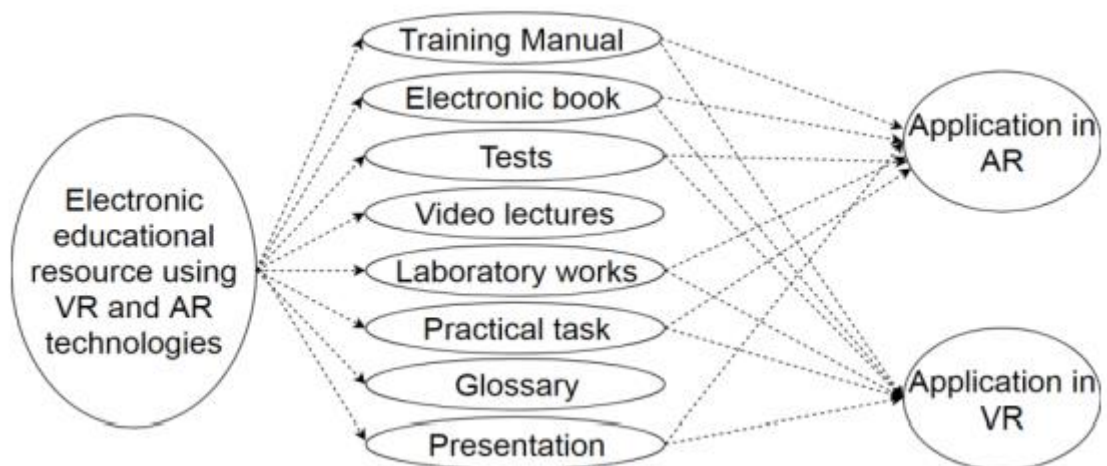 Electronic
educational
resource using
VR and AR
technologies
Training Manual
Electronic book
Tests
Video lectures
Laboratory works
Practical task
Glossary
Presentation
Application in
AR
Application in
VR